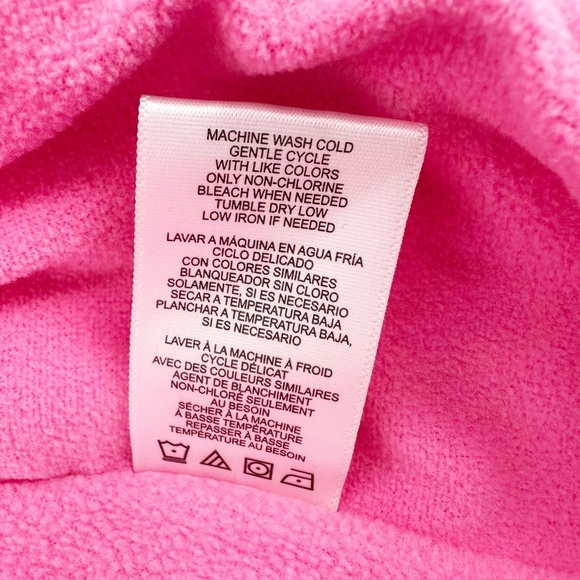 MACHINE WASH COLD
GENTLE CYCLE
WITH LIKE COLORS
ONLY NON-CHLORINE
BLEACH WHEN NEEDED
TUMBLE DRY LOW
LOW IRON IF NEEDED
LAVAR A MÁQUINA EN AGUA FRÍA
CICLO DELICADO
CON COLORES SIMILARES
BLANQUEADOR SIN CLORO
SOLAMENTE, SI ES NECESARIO
SECAR A TEMPERATURA BAJA
PLANCHAR A TEMPERATURA BAJA,
SI ES NECESARIO
LAVER À LA MACHINE À FROID
CYCLE DÉLICAT
AVEC DES COULEURS SIMILAIRES
AGENT DE BLANCHIMENT
NON-CHLORÉ SEULEMENT
AU BESOIN
SÉCHER À LA MACHINE
À BASSE TEMPÉRATURE
REPASSER À BASSE
TEMPÉRATURE AU BESOIN